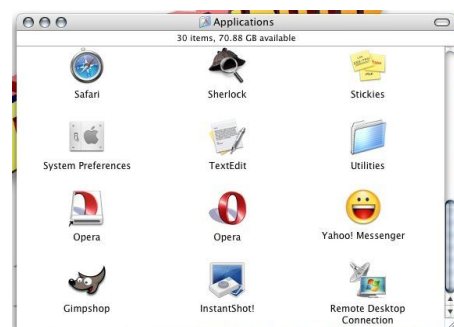 Applications
30 items, 70.88 GB available
Safari Sherlock Stickies
System Preferences TextEdit Utilities
Opera Opera Yahoo! Messenger
Gimpshop InstantShot! Remote Desktop
Connection